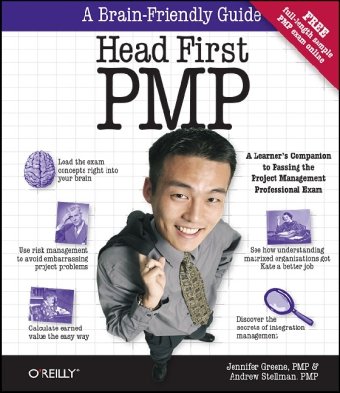 A Brain-Friendly Guide
FREE
full-length sample
PMP exam online
Head First
PMP
Load the exam
concepts right into
your brain
A Learner's Companion
to Passing the
Project Management
Professional Exam
Use risk management
to avoid embarrassing
project problems
See how understanding
matrixed organizations got
Kate a better job
Calculate earned
value the easy way
Discover the
secrets of integration
management
O'REILLY®
Jennifer Greene, PMP &
Andrew Stellman, PMP